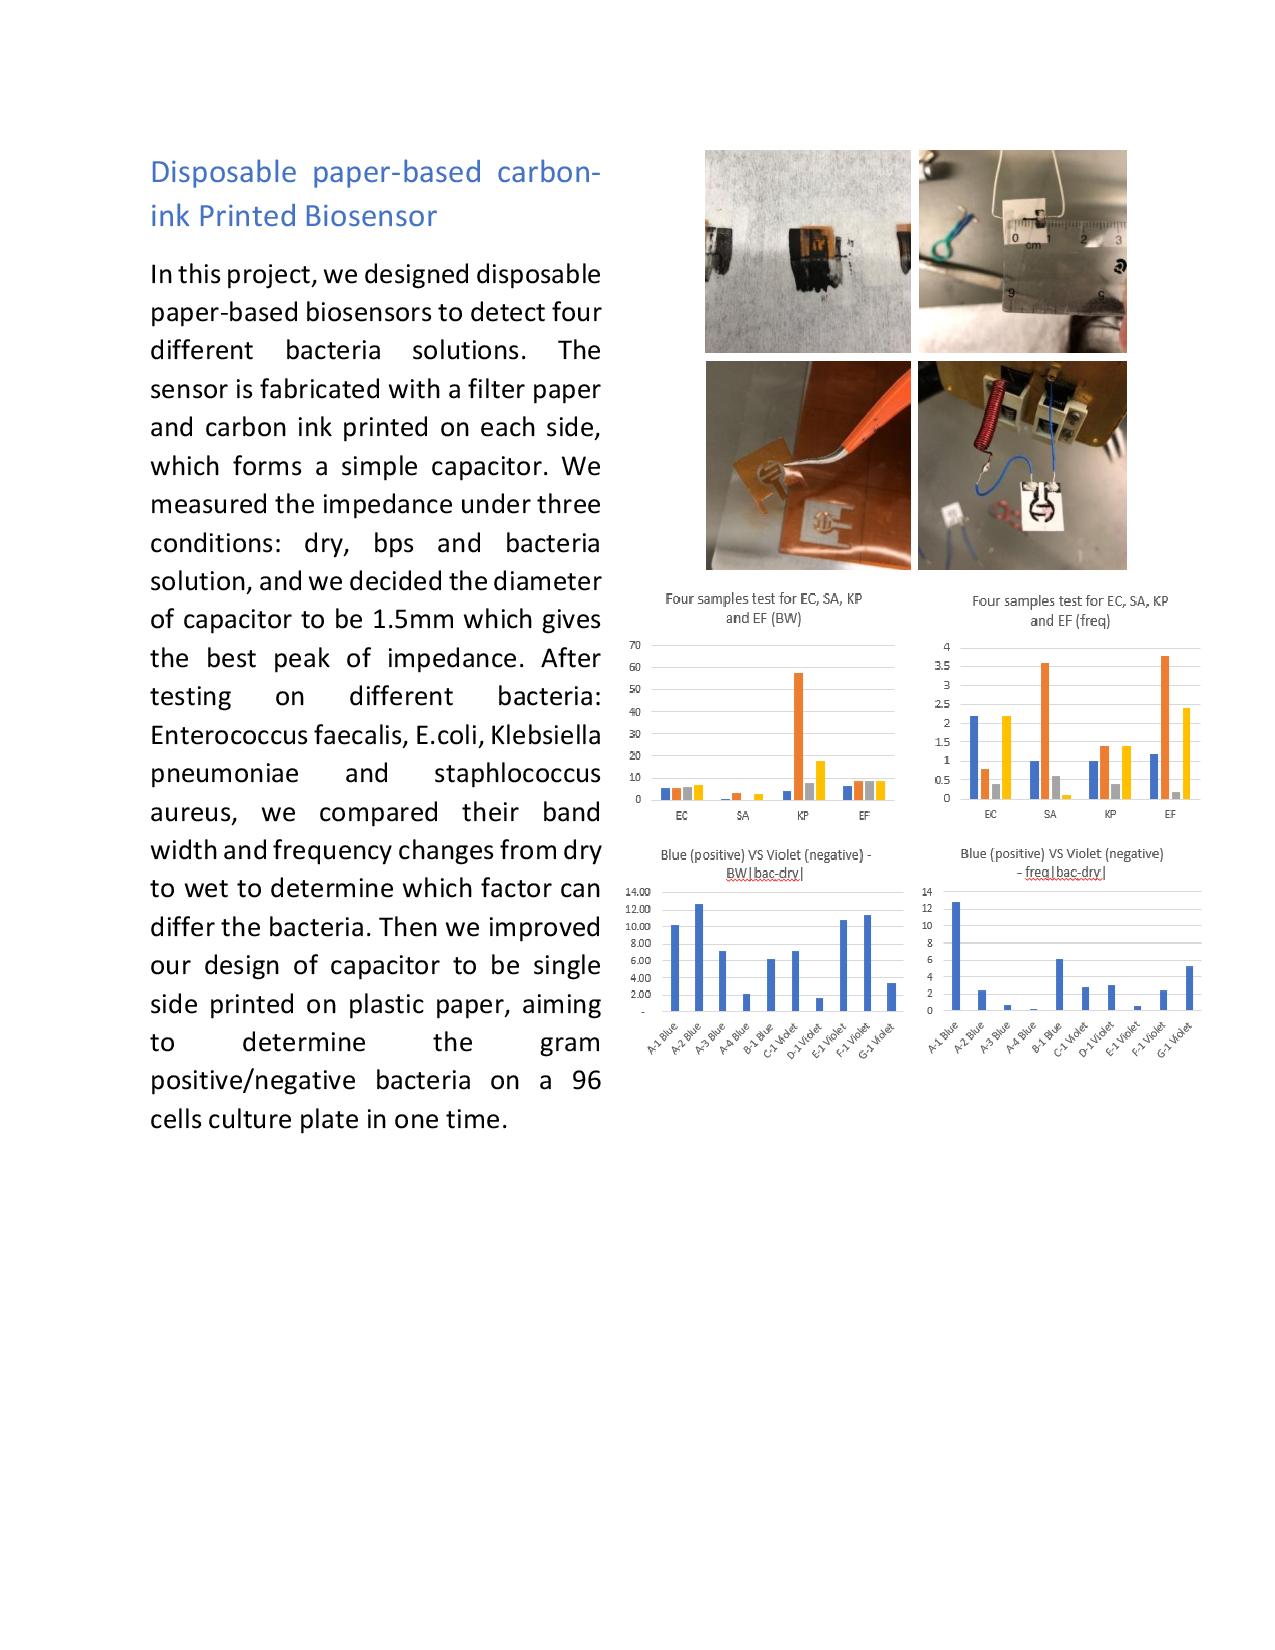 Disposable paper-based carbon-
ink Printed Biosensor
In this project, we designed disposable
paper-based biosensors to detect four
different bacteria solutions. The
sensor is fabricated with a filter paper
and carbon ink printed on each side,
which forms a simple capacitor. We
measured the impedance under three
conditions: dry, bps and bacteria
solution, and we decided the diameter
of capacitor to be 1.5mm which gives
the best peak of impedance. After
testing on different bacteria:
Enterococcus faecalis, E.coli, Klebsiella
pneumoniae and staphlococcus
aureus, we compared their band
width and frequency changes from dry
to wet to determine which factor can
differ the bacteria. Then we improved
our design of capacitor to be single
side printed on plastic paper, aiming
to determine the gram
positive/negative bacteria on a 96
cells culture plate in one time.
0 1 2 3
cm
9 5
Four samples test for EC, SA, KP
and EF (BW)
70
60
50
40
30
20
10
0
EC SA KP EF
Four samples test for EC, SA, KP
and EF (freq)
4
3.5
3
2.5
2
1.5
1
0.5
0
EC SA KP EF
Blue (positive) VS Violet (negative) -
BW|bac-dry|
14.00
12.00
10.00
8.00
6.00
4.00
2.00
-
A-1 Blue A-2 Blue A-3 Blue A-4 Blue B-1 Blue C-1 Violet D-1 Violet E-1 Violet F-1 Violet G-1 Violet
Blue (positive) VS Violet (negative)
- freq|bac-dry|
14
12
10
8
6
4
2
0
A-1 Blue A-2 Blue A-3 Blue A-4 Blue B-1 Blue C-1 Violet D-1 Violet E-1 Violet F-1 Violet G-1 Violet